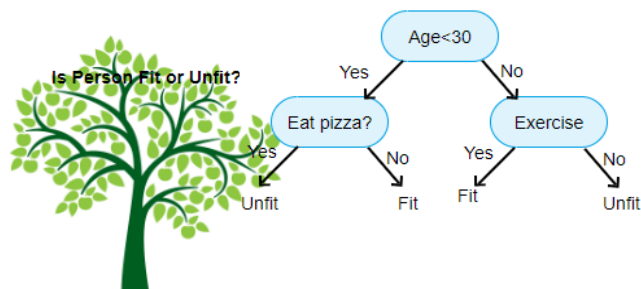 Age<30
Is Person Fit or Unfit?
Yes
No
Eat pizza?
Exercise
Yes
No
Yes
No
Unfit
Fit
Fit
Unfit